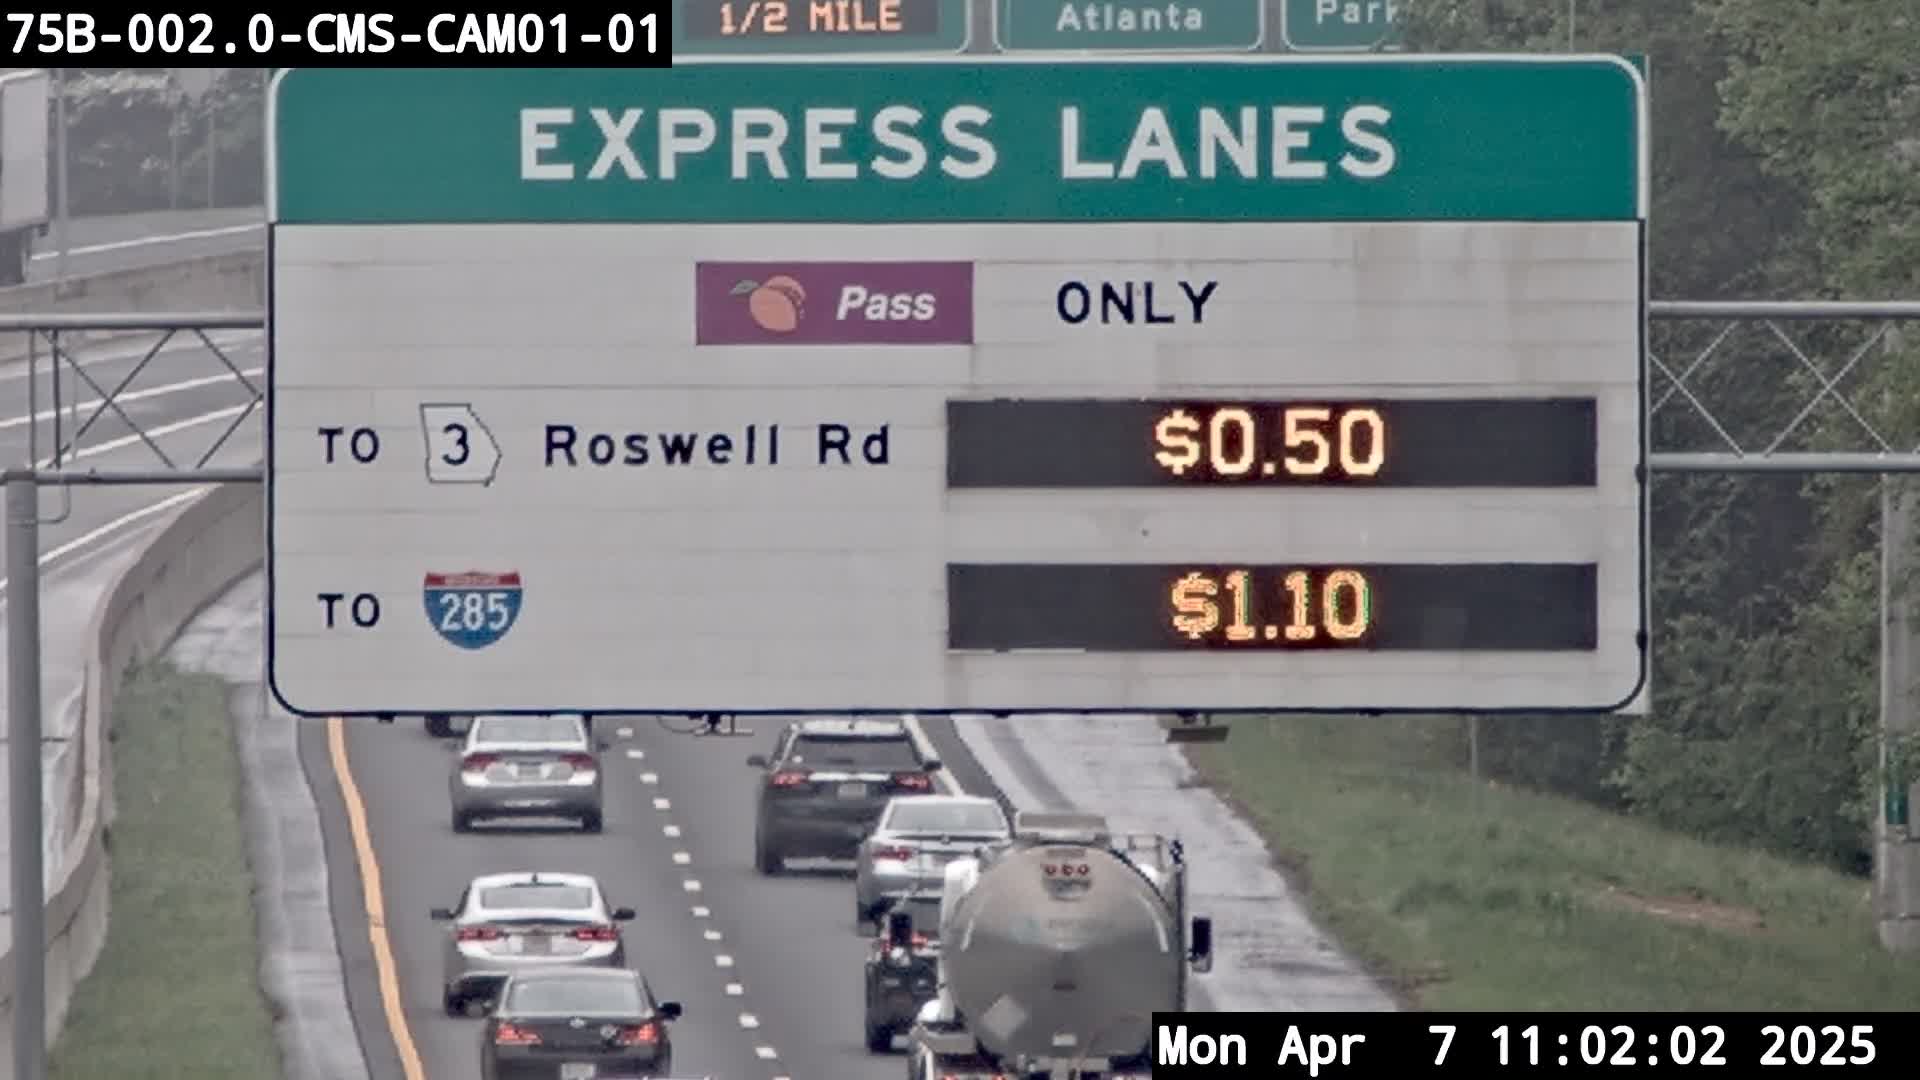 75B-002.0-CMS-CAM01-01
1/2 MILE
Atlanta
EXPRESS LANES
Pass ONLY
TO 3 Roswell Rd $0.50
TO 285 $1.10
Mon Apr 7 11:02:02 2025